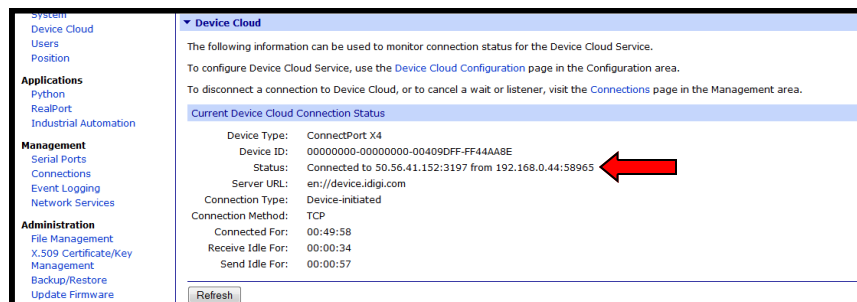 System
Device Cloud
Users
Position
Applications
Python
RealPort
Industrial Automation
Management
Serial Ports
Connections
Event Logging
Network Services
Administration
File Management
X.509 Certificate/Key
Management
Backup/Restore
Update Firmware
Device Cloud
The following information can be used to monitor connection status for the Device Cloud Service.
To configure Device Cloud Service, use the Device Cloud Configuration page in the Configuration area.
To disconnect a connection to Device Cloud, or to cancel a wait or listener, visit the Connections page in the Management area.
Current Device Cloud Connection Status
Device Type: ConnectPort X4
Device ID: 00000000-00000000-00409DFF-FF44AA8E
Status: Connected to 50.56.41.152:3197 from 192.168.0.44:58965
Server URL: en://device.idigi.com
Connection Type: Device-initiated
Connection Method: TCP
Connected For: 00:49:58
Receive Idle For: 00:00:34
Send Idle For: 00:00:57
Refresh